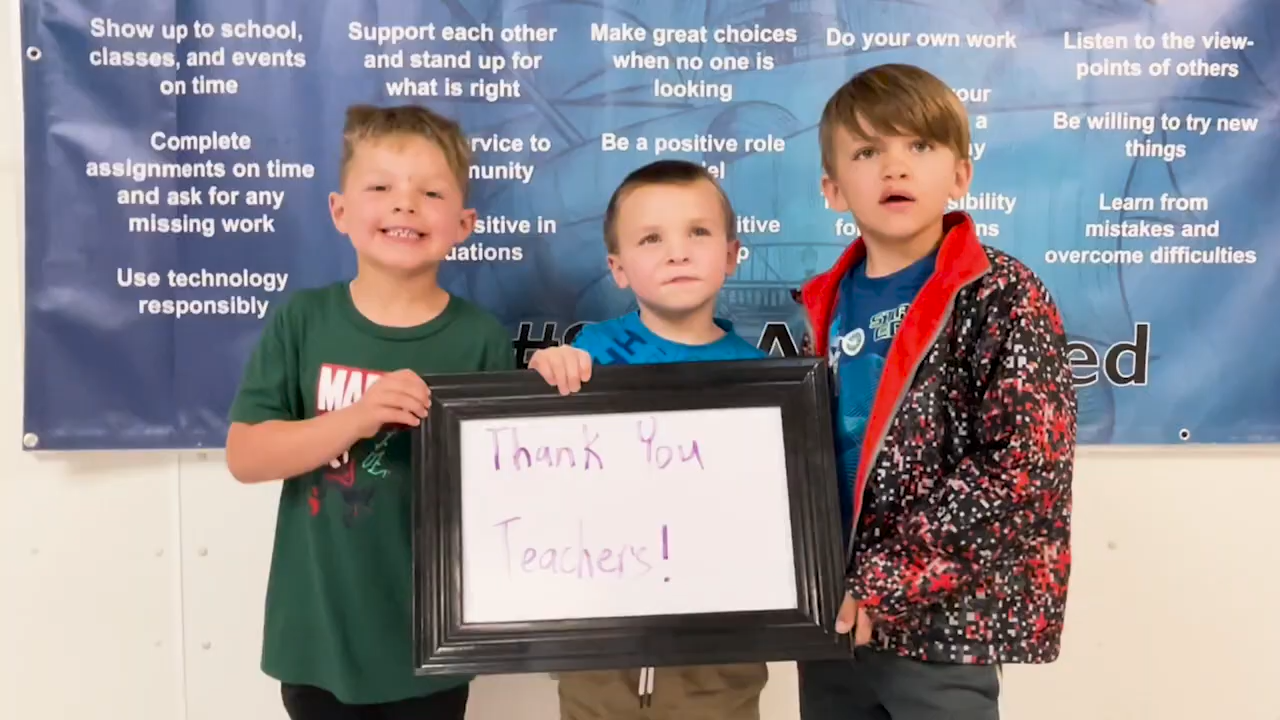 Show up to school,
classes, and events
on time
Complete
assignments on time
and ask for any
missing work
Use technology
responsibly
Support each other
and stand up for
what is right
Make great choices
when no one is
looking
Be a positive role
Do your own work
Listen to the view-
points of others
Be willing to try new
things
Learn from
mistakes and
overcome difficulties
Thank You
Teachers!